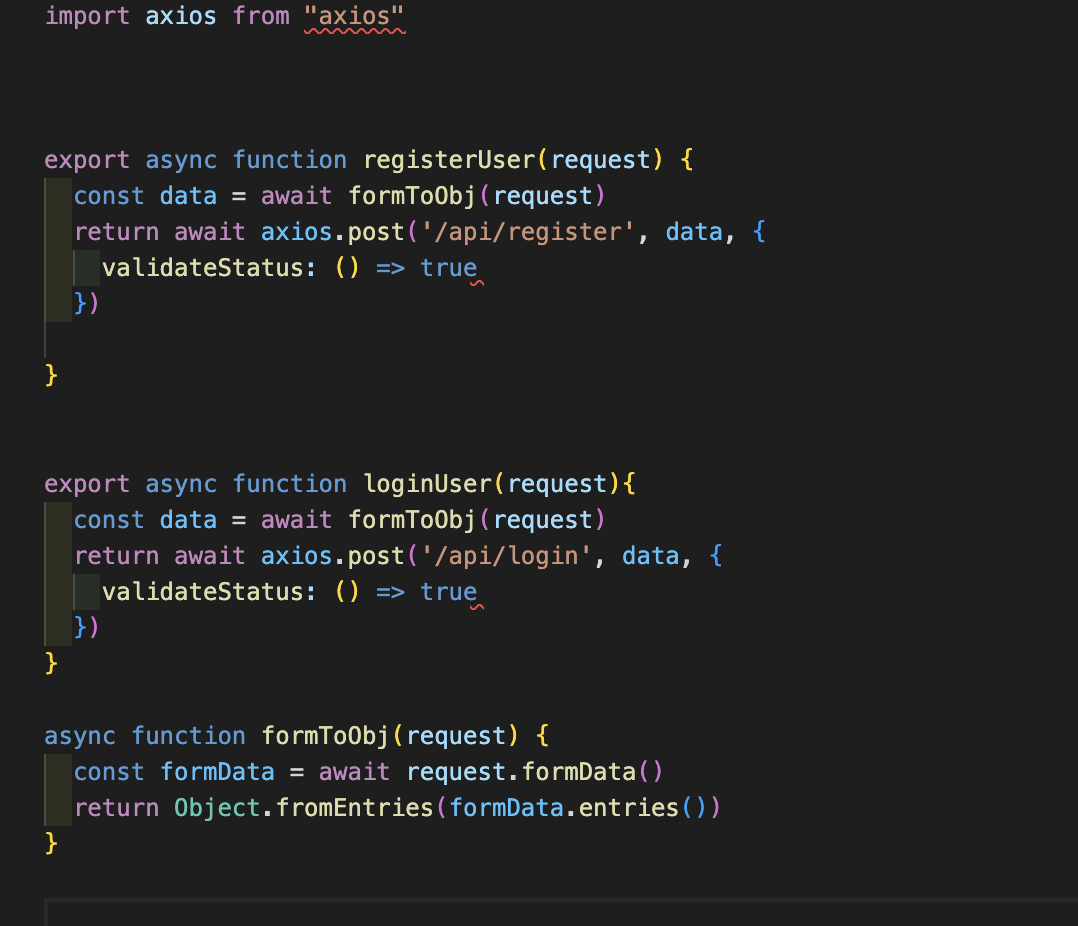 import axios from "axios"
export async function registerUser(request) {
const data = await formToObj(request)
return await axios.post('/api/register', data, {
validateStatus: () => true
})
}
export async function loginUser(request){
const data = await formToObj(request)
return await axios.post('/api/login', data, {
validateStatus: () => true
})
}
async function formToObj(request) {
const formData = await request.formData()
return Object.fromEntries(formData.entries())
}